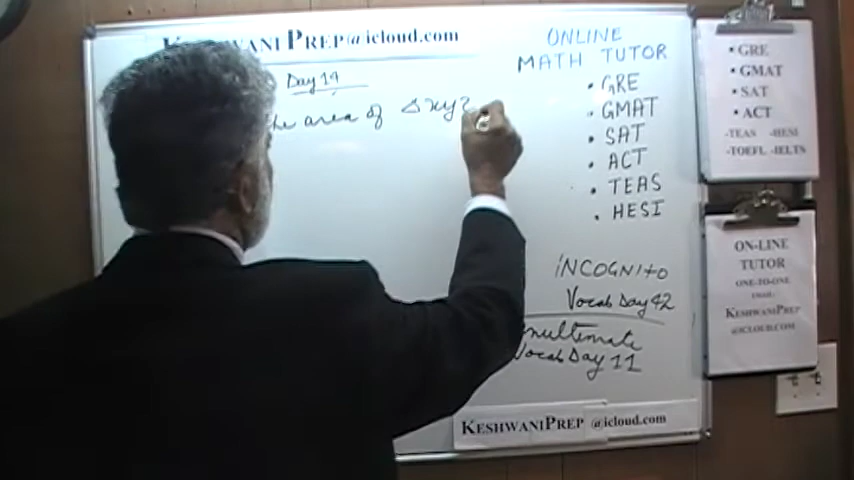 KESHWANI PREP@icloud.com
Day 19
the area of △ xyz
ONLINE
MATH TUTOR
• GRE
• GMAT
• SAT
• ACT
• TEAS
• HESI
INCOGNITO
Vocab Day 42
Vocab Day 11
KESHWANIPREP @icloud.com
• GRE
• GMAT
• SAT
• ACT
-TEAS -HESI
-TOEFL -IELTS
ON-LINE
TUTOR
ONE-TO-ONE
EMAIL:
KESHWANIPREP
@ICLOUD.COM